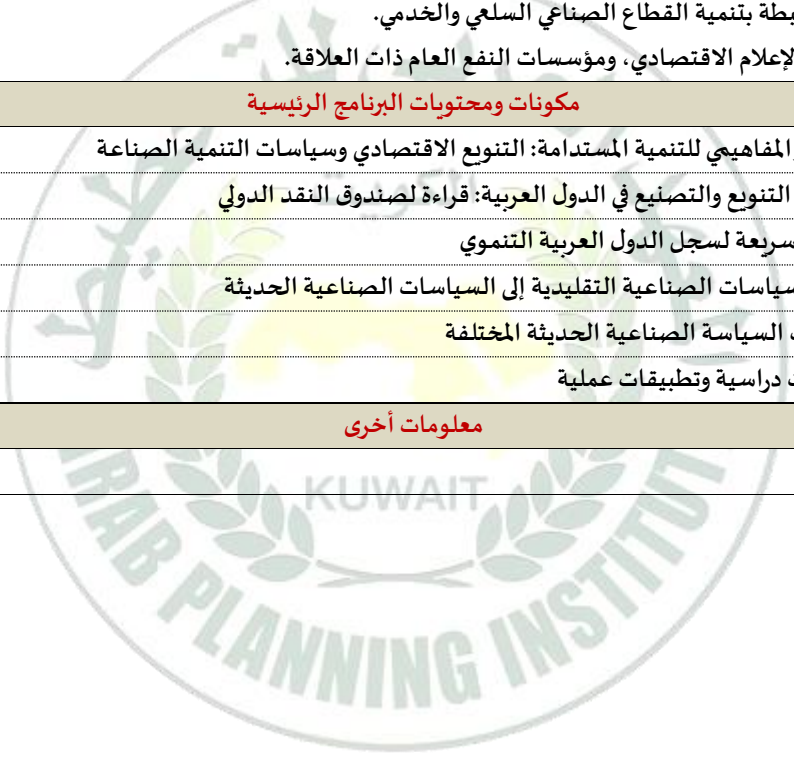 بطة بتنمية القطاع الصناعي السلعي والخدمي.
لإعلام الاقتصادي، ومؤسسات النفع العام ذات العلاقة.
مكونات ومحتويات البرنامج الرئيسية
المفاهيمي للتنمية المستدامة: التنويع الاقتصادي وسياسات التنمية الصناعة
التنويع والتصنيع في الدول العربية: قراءة لصندوق النقد الدولي
سريعة لسجل الدول العربية التنموي
سياسات الصناعية التقليدية إلى السياسات الصناعية الحديثة
السياسة الصناعية الحديثة المختلفة
دراسية وتطبيقات عملية
معلومات أخرى
KUWAIT
ARAB PLANNING INSTITUT